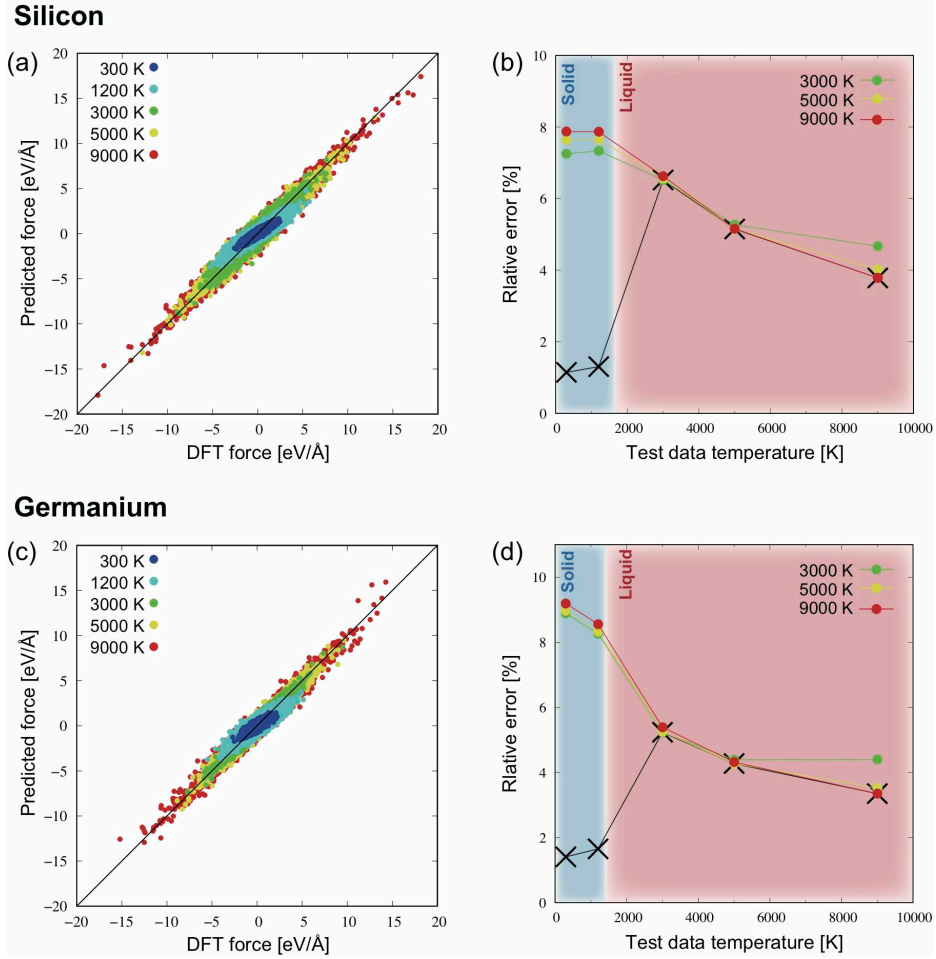 Silicon
(a)
300 K
1200 K
3000 K
5000 K
9000 K
20
15
10
5
0
−5
−10
−15
−20
−20 −15 −10 −5 0 5 10 15 20
Predicted force [eV/Å]
DFT force [eV/Å]
(b)
Solid
Liquid
3000 K
5000 K
9000 K
10
8
6
4
2
0
0 2000 4000 6000 8000 10000
Rlative error [%]
Test data temperature [K]
Germanium
(c)
300 K
1200 K
3000 K
5000 K
9000 K
20
15
10
5
0
−5
−10
−15
−20
−20 −15 −10 −5 0 5 10 15 20
Predicted force [eV/Å]
DFT force [eV/Å]
(d)
Solid
Liquid
3000 K
5000 K
9000 K
10
8
6
4
2
0
0 2000 4000 6000 8000 10000
Rlative error [%]
Test data temperature [K]